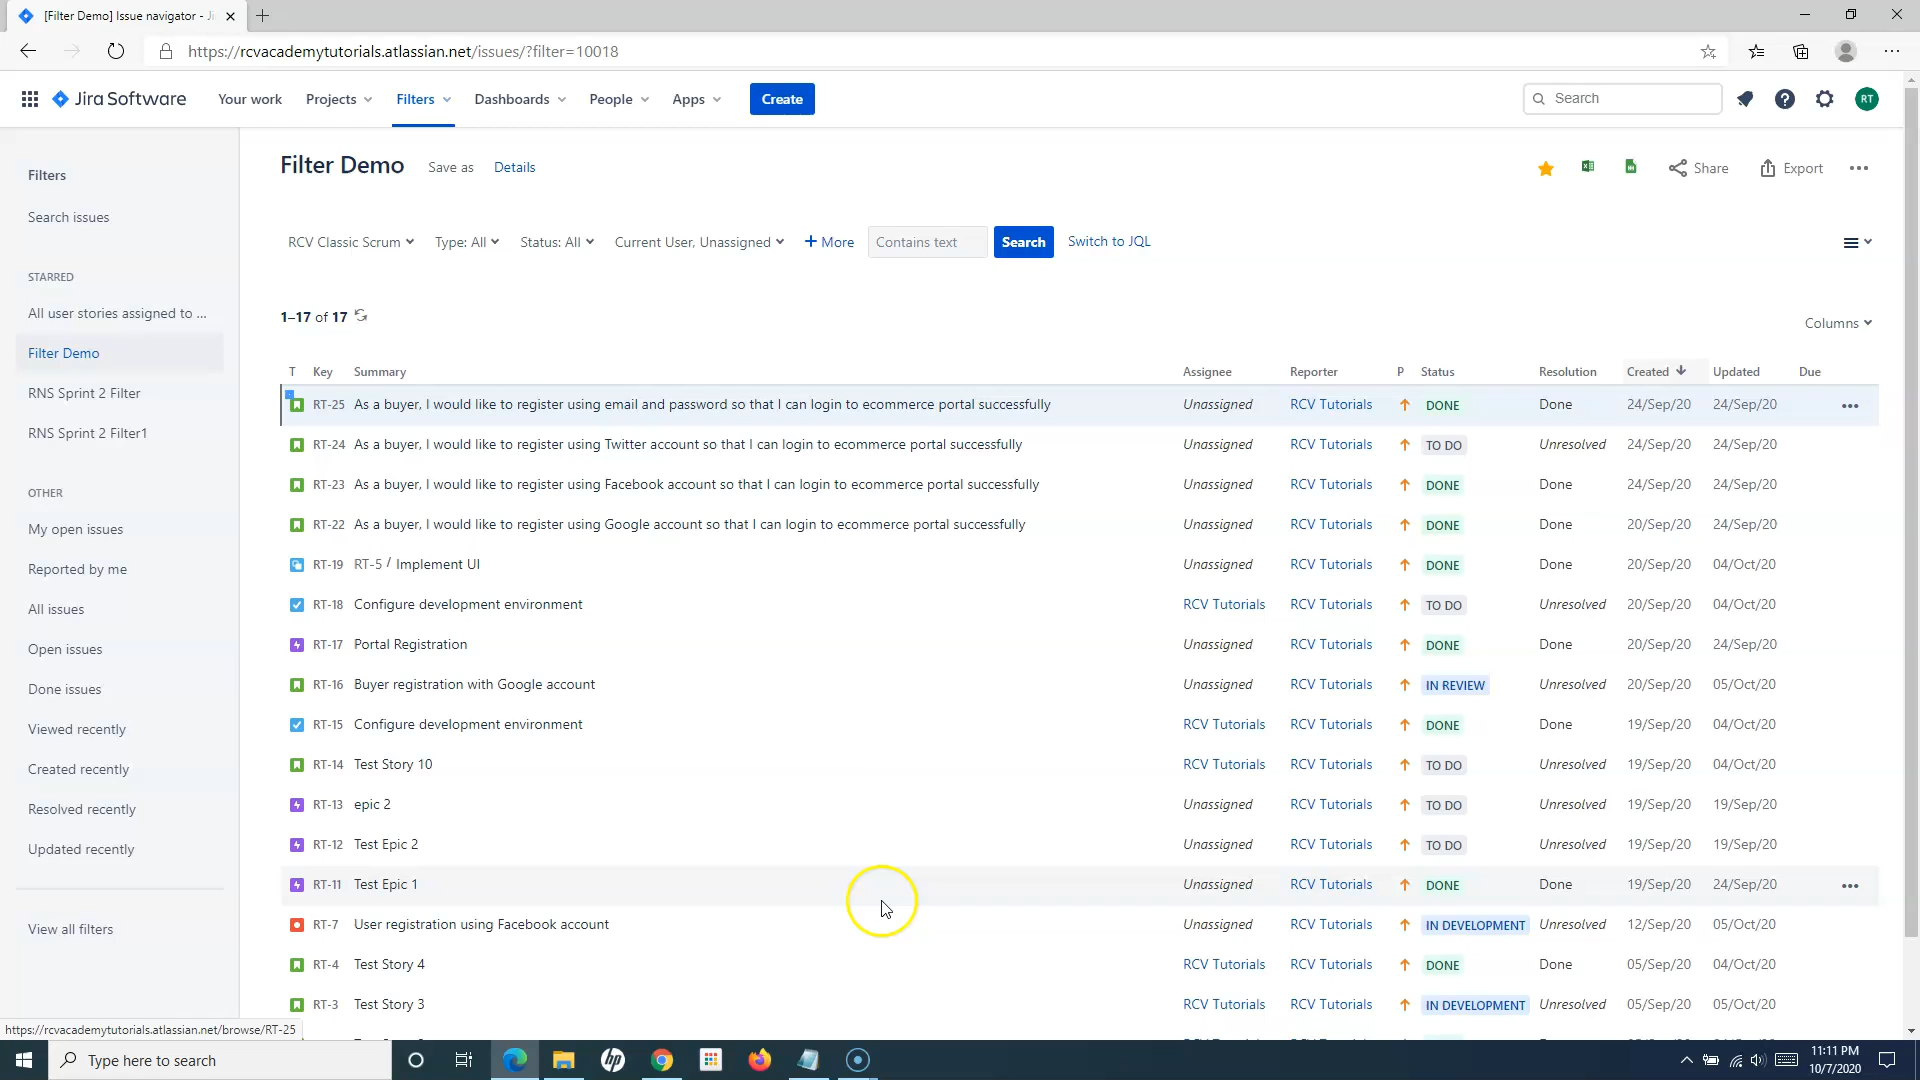 [Filter Demo] Issue navigator - Ji
https://rcvacademytutorials.atlassian.net/issues/?filter=10018
Jira Software Your work Projects Filters Dashboards People Apps Create Search RT
Filters
Search issues
STARRED
All user stories assigned to ...
Filter Demo
RNS Sprint 2 Filter
RNS Sprint 2 Filter1
OTHER
My open issues
Reported by me
All issues
Open issues
Done issues
Viewed recently
Created recently
Resolved recently
Updated recently
View all filters
Filter Demo Save as Details Share Export
RCV Classic Scrum Type: All Status: All Current User, Unassigned + More Contains text Search Switch to JQL
1–17 of 17
Columns
T Key Summary Assignee Reporter P Status Resolution Created Updated Due
RT-25 As a buyer, I would like to register using email and password so that I can login to ecommerce portal successfully Unassigned RCV Tutorials DONE Done 24/Sep/20 24/Sep/20
RT-24 As a buyer, I would like to register using Twitter account so that I can login to ecommerce portal successfully Unassigned RCV Tutorials TO DO Unresolved 24/Sep/20 24/Sep/20
RT-23 As a buyer, I would like to register using Facebook account so that I can login to ecommerce portal successfully Unassigned RCV Tutorials DONE Done 24/Sep/20 24/Sep/20
RT-22 As a buyer, I would like to register using Google account so that I can login to ecommerce portal successfully Unassigned RCV Tutorials DONE Done 20/Sep/20 24/Sep/20
RT-19 RT-5 / Implement UI Unassigned RCV Tutorials DONE Done 20/Sep/20 04/Oct/20
RT-18 Configure development environment RCV Tutorials RCV Tutorials TO DO Unresolved 20/Sep/20 04/Oct/20
RT-17 Portal Registration Unassigned RCV Tutorials DONE Done 20/Sep/20 24/Sep/20
RT-16 Buyer registration with Google account Unassigned RCV Tutorials IN REVIEW Unresolved 20/Sep/20 05/Oct/20
RT-15 Configure development environment RCV Tutorials RCV Tutorials DONE Done 19/Sep/20 04/Oct/20
RT-14 Test Story 10 RCV Tutorials RCV Tutorials TO DO Unresolved 19/Sep/20 04/Oct/20
RT-13 epic 2 Unassigned RCV Tutorials TO DO Unresolved 19/Sep/20 19/Sep/20
RT-12 Test Epic 2 Unassigned RCV Tutorials TO DO Unresolved 19/Sep/20 19/Sep/20
RT-11 Test Epic 1 Unassigned RCV Tutorials DONE Done 19/Sep/20 24/Sep/20
RT-7 User registration using Facebook account Unassigned RCV Tutorials IN DEVELOPMENT Unresolved 12/Sep/20 05/Oct/20
RT-4 Test Story 4 RCV Tutorials RCV Tutorials DONE Done 05/Sep/20 04/Oct/20
RT-3 Test Story 3 RCV Tutorials RCV Tutorials IN DEVELOPMENT Unresolved 05/Sep/20 05/Oct/20
https://rcvacademytutorials.atlassian.net/browse/RT-25
Type here to search
hp
11:11 PM
10/7/2020